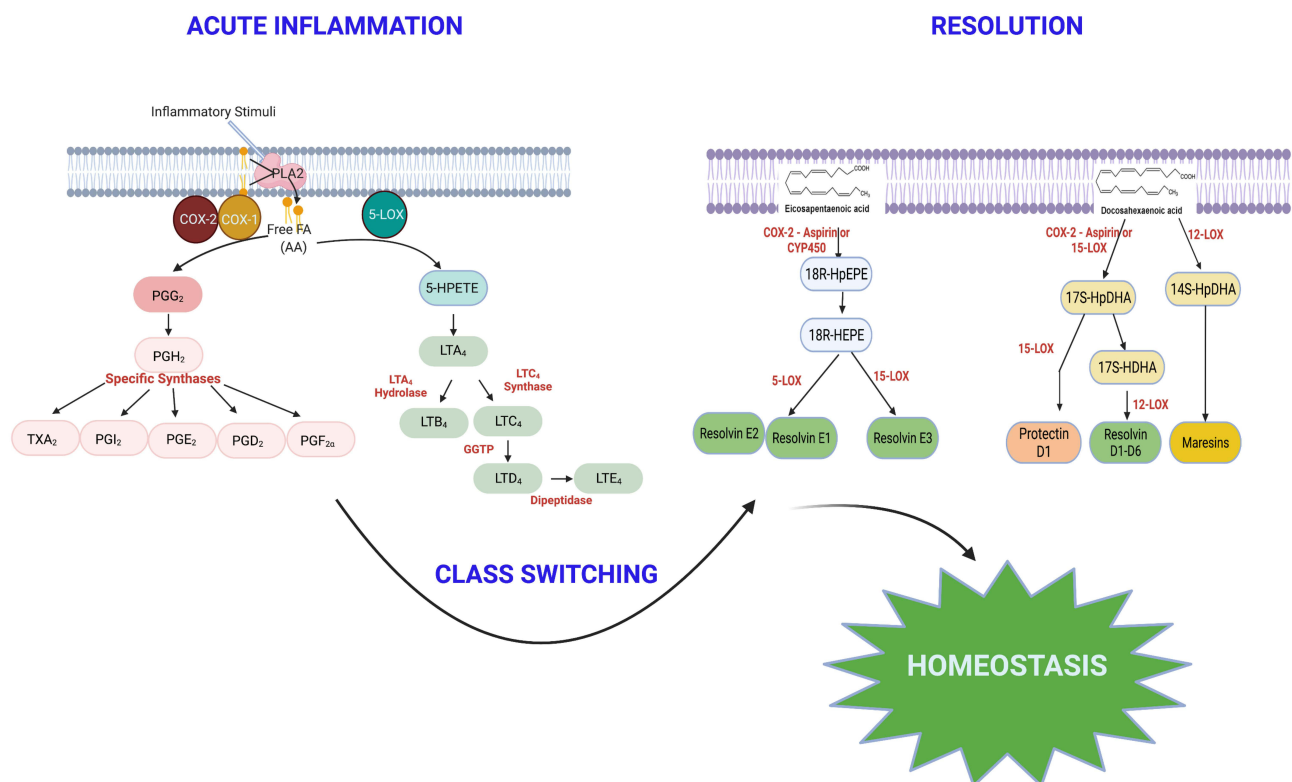 ACUTE INFLAMMATION
RESOLUTION
Inflammatory Stimuli
PLA2
COX-2
COX-1
5-LOX
Free FA
(AA)
PGG₂
PGH₂
Specific Synthases
TXA₂
PGI₂
PGE₂
PGD₂
PGF₂α
5-HPETE
LTA₄
LTA₄
Hydrolase
LTC₄
Synthase
LTB₄
LTC₄
GGTP
LTD₄
LTE₄
Dipeptidase
COOH
CH₃
Eicosapentaenoic acid
COX-2 - Aspirin or
CYP450
18R-HpEPE
18R-HEPE
5-LOX
15-LOX
Resolvin E2
Resolvin E1
Resolvin E3
COOH
CH₃
Docosahexaenoic acid
COX-2 - Aspirin or
15-LOX
12-LOX
17S-HpDHA
14S-HpDHA
15-LOX
17S-HDHA
12-LOX
Protectin
D1
Resolvin
D1-D6
Maresins
CLASS SWITCHING
HOMEOSTASIS